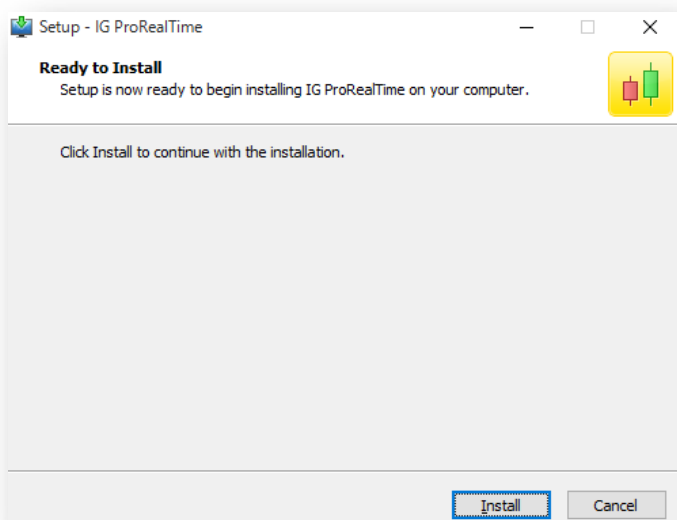 Setup - IG ProRealTime
Ready to Install
Setup is now ready to begin installing IG ProRealTime on your computer.
Click Install to continue with the installation.
Install
Cancel